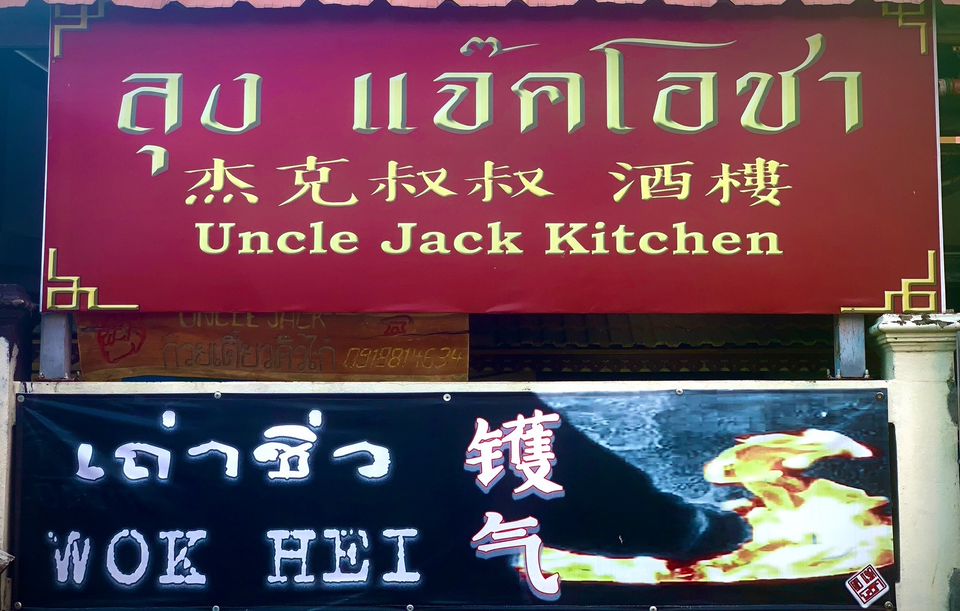 ลุง แจ๊คโอชา
杰克叔叔 酒樓
Uncle Jack Kitchen
UNCLE JACK
กวยเตียวคั่วไก่
เถ่าชิ่ว
WOK HEI
镬气